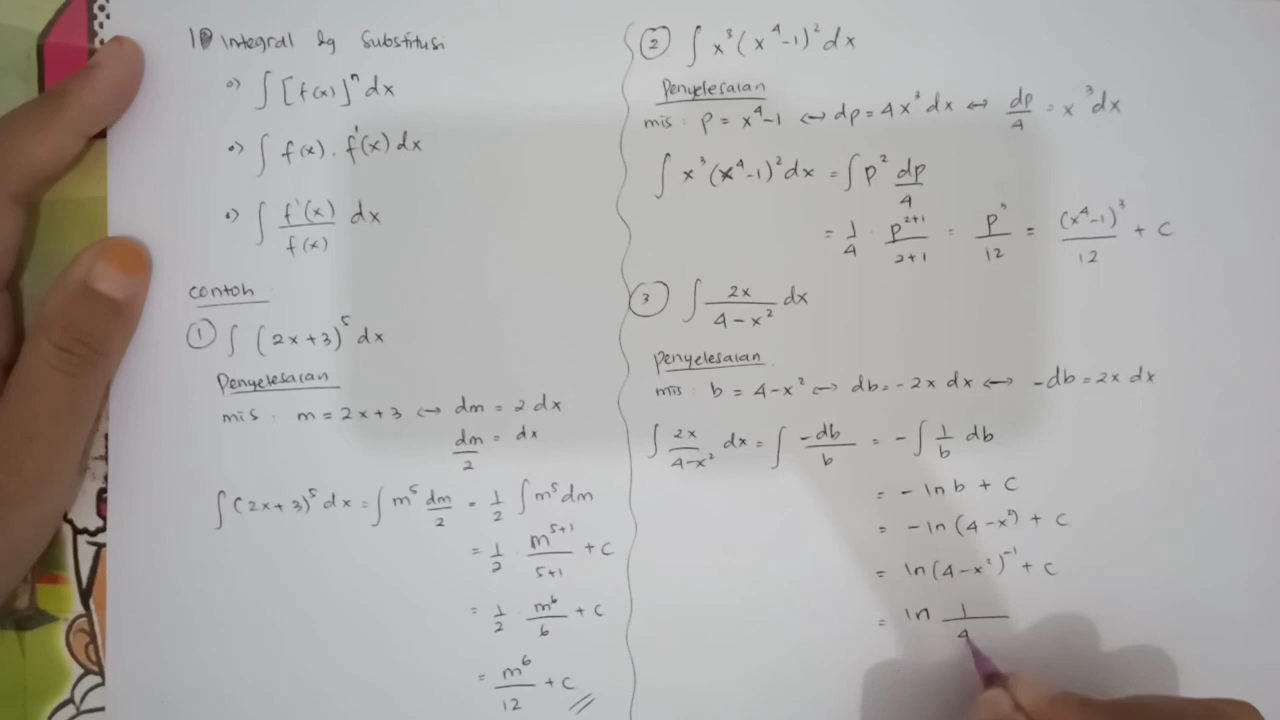 1 Integral dg Substitusi
∫ [f(x)]ⁿ dx
∫ f(x) . f'(x) dx
∫ f'(x)/f(x) dx
Contoh
① ∫ (2x+3)⁵ dx
Penyelesaian
mis : m = 2x+3 ↔ dm = 2 dx
dm/2 = dx
∫(2x+3)⁵ dx = ∫ m⁵ dm/2 = 1/2 ∫ m⁵ dm
= 1/2 · m⁵⁺¹/5+1 + C
= 1/2 · m⁶/6 + C
= m⁶/12 + C //
② ∫ x³(x⁴-1)² dx
Penyelesaian
mis : p = x⁴-1 ↔ dp = 4x³ dx ↔ dp/4 = x³ dx
∫ x³(x⁴-1)² dx = ∫ p² dp/4
= 1/4 · p²⁺¹/2+1 = p³/12 = (x⁴-1)³/12 + C
③ ∫ 2x/4-x² dx
Penyelesaian
mis : b = 4-x² ↔ db = -2x dx ↔ -db = 2x dx
∫ 2x/4-x² dx = ∫ -db/b = -∫ 1/b db
= -ln b + C
= -ln (4-x²) + C
= ln (4-x²)⁻¹ + C
= ln 1/4